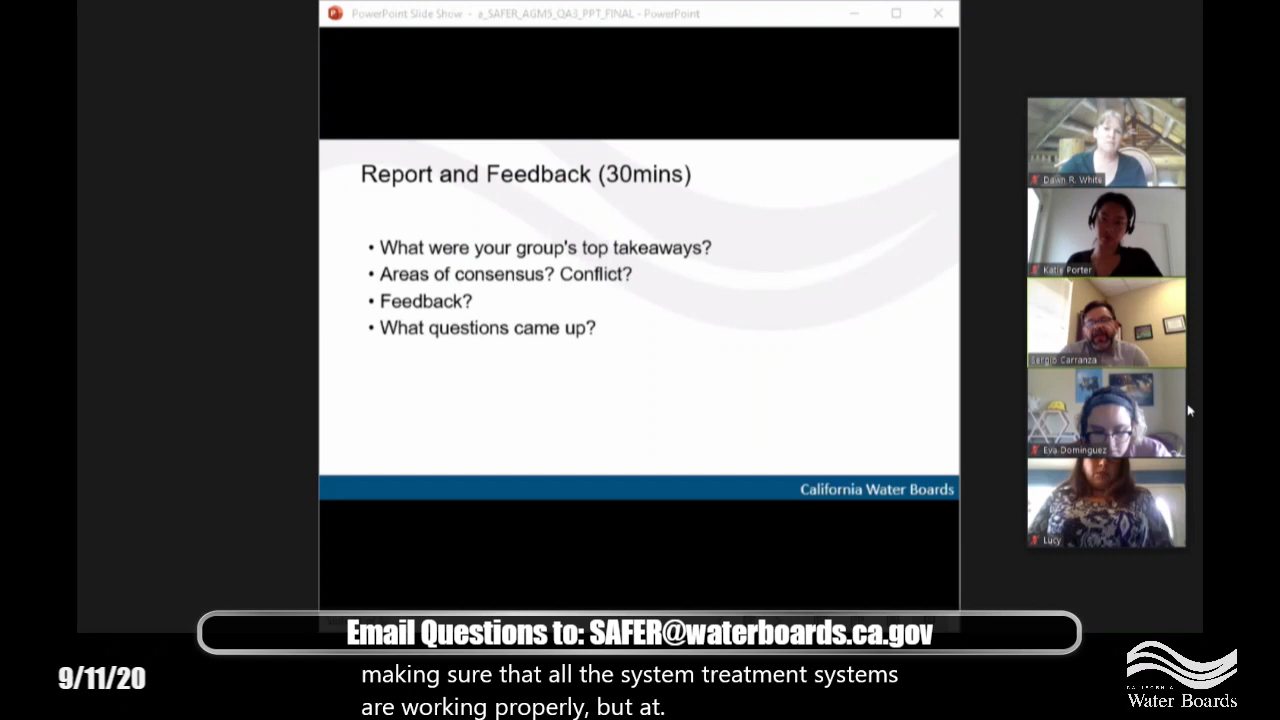 PowerPoint Slide Show - a_SAFER_AGM5_QA3_PPT_FINAL - PowerPoint
Report and Feedback (30mins)
• What were your group's top takeaways?
• Areas of consensus? Conflict?
• Feedback?
• What questions came up?
California Water Boards
Dawn R. White
Katie Porter
Sergio Carranza
Eva Dominguez
Lucy
Email Questions to: SAFER@waterboards.ca.gov
making sure that all the system treatment systems
are working properly, but at.
9/11/20
CALIFORNIA
Water Boards